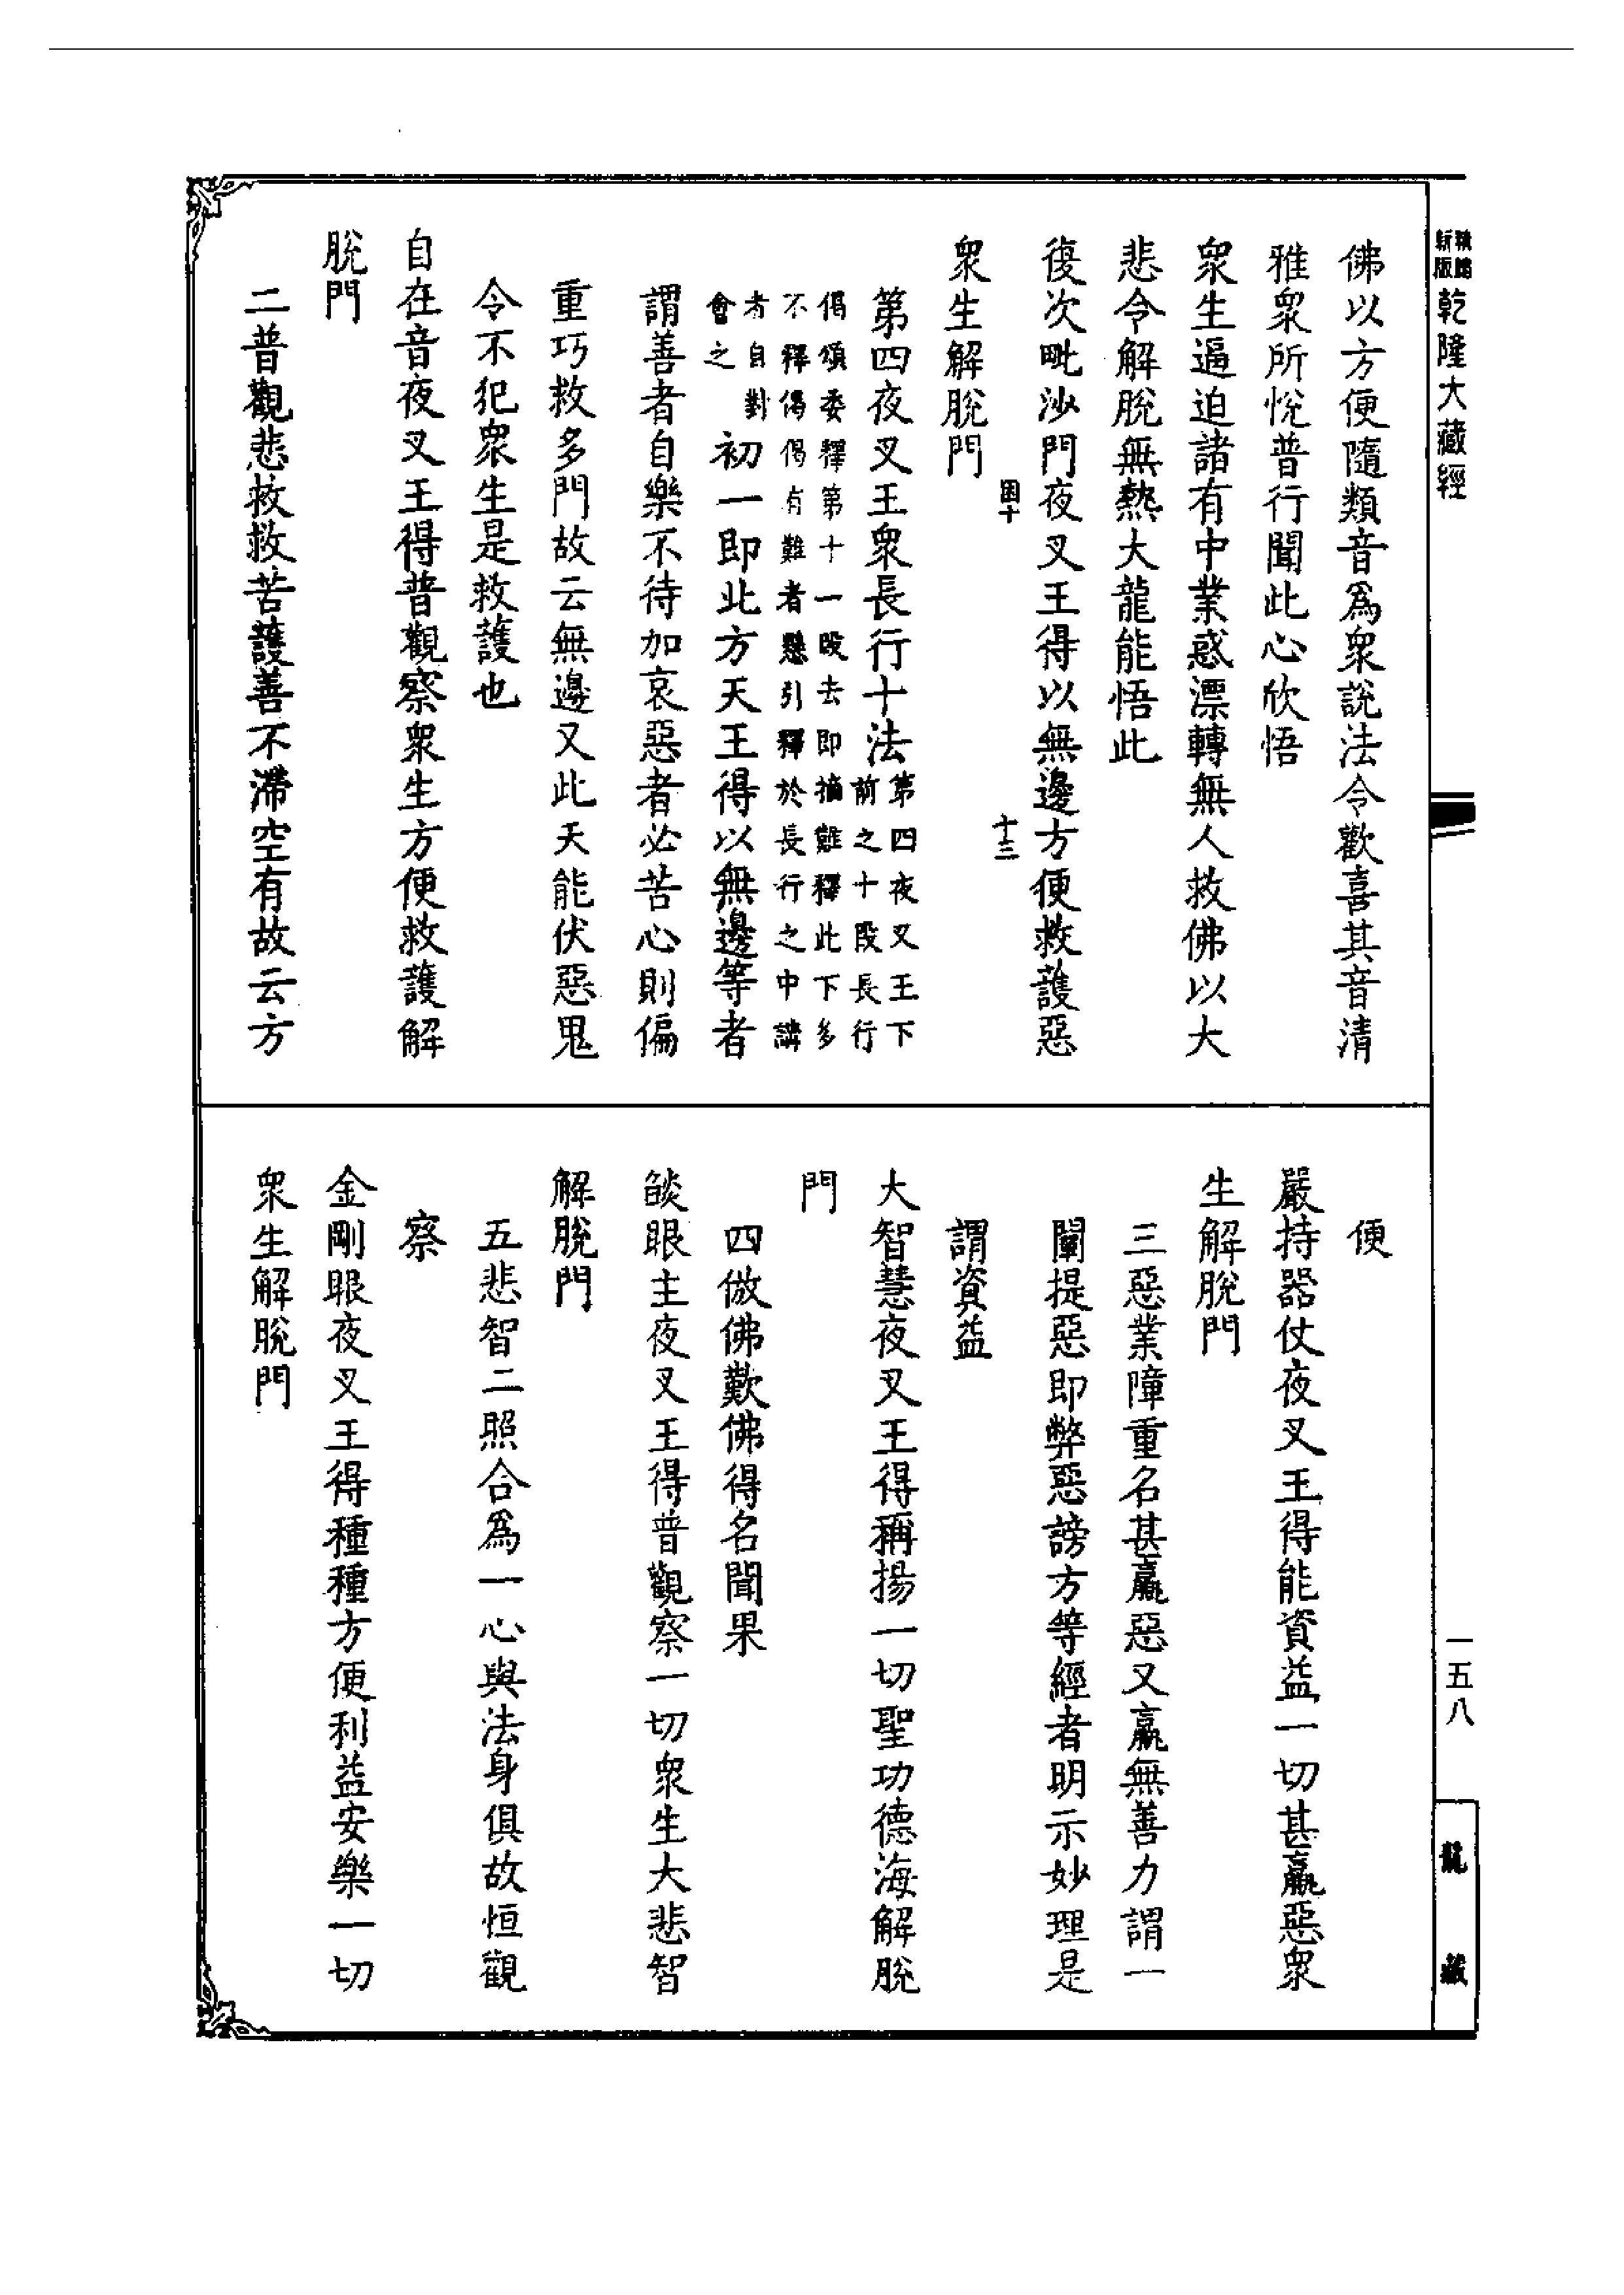 新版
乾隆大藏經
佛以方便隨類音爲衆說法令歡喜其音清
雅衆所悅普行聞此心欣悟
衆生逼迫諸有中業惑漂轉無人救佛以大
悲令解脫無熱大龍能悟此
復次毗沙門夜叉王得以無邊方便救護惡
十三
衆生解脫門
第四夜叉王衆長行十法第四夜叉王下
前之十段長行
偈頌委釋第十一段去即摘難釋此下多
不釋偈偈有難者懸引釋於長行之中講
者自對
會之
初一即此方天王得以無邊等者
謂善者自樂不待加哀惡者必苦心則偏
重巧救多門故云無邊又此天能伏惡鬼
令不犯衆生是救護也
自在音夜叉王得普觀察衆生方便救護解
脫門
二普觀悲救救苦護善不滯空有故云方
便
嚴持器仗夜叉王得能資益一切甚羸惡衆
生解脫門
三惡業障重名甚羸惡又羸無善力謂一
闡提惡即弊惡謗方等經者明示妙理是
謂資益
大智慧夜叉王得稱揚一切聖功德海解脫
門
四倣佛歎佛得名聞果
燄眼主夜叉王得普觀察一切衆生大悲智
解脫門
五悲智二照合爲一心與法身俱故恒觀
察
金剛眼夜叉王得種種方便利益安樂一切
衆生解脫門
一五八
龍藏